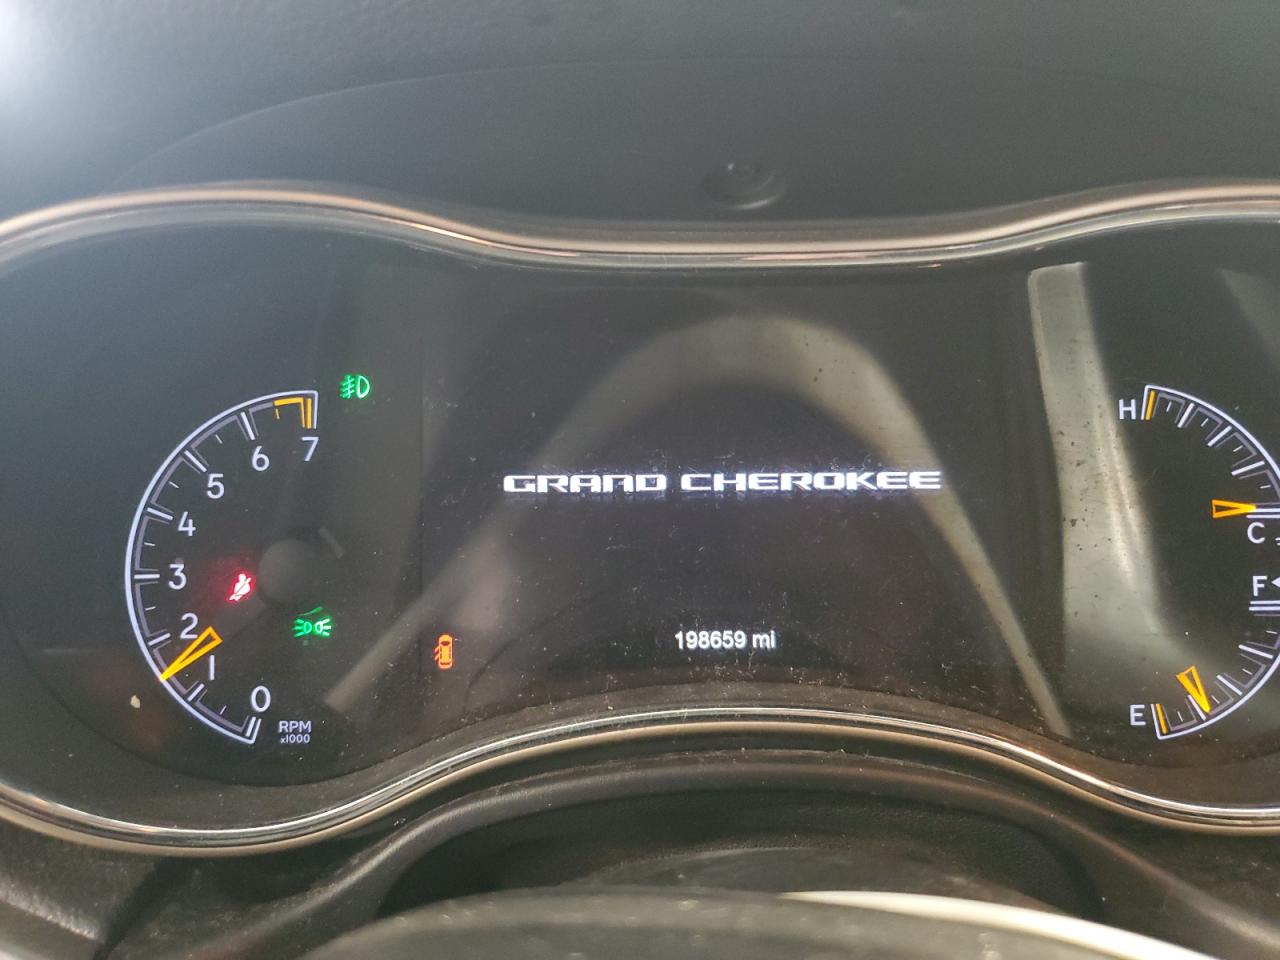 7
6
5
4
3
2
1
0
RPM
x1000
GRAND CHEROKEE
198659 mi
H
C
F
E